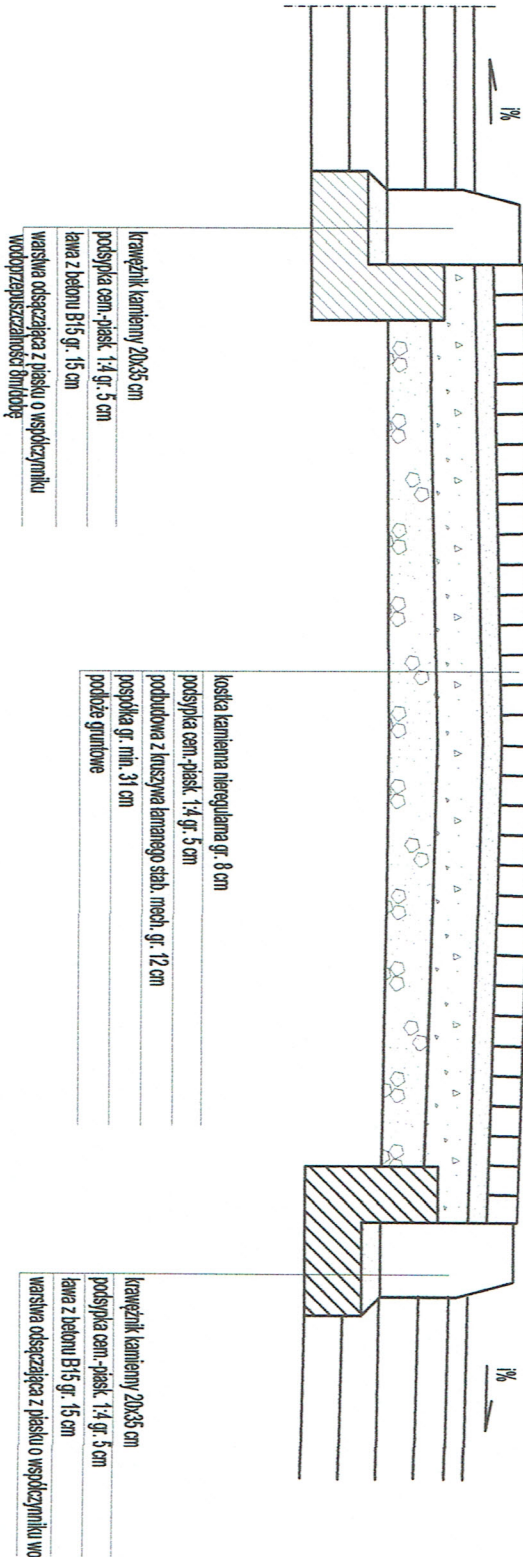 i%
krawężnik kamienny 20x35 cm
podsypka cem.-piask. 1:4 gr. 5 cm
ława z betonu B15 gr. 15 cm
warstwa odsączająca z piasku o współczynniku
wodoprzepuszczalności 8m/dobę
kostka kamienna nieregularna gr. 8 cm
podsypka cem.-piask. 1:4 gr. 5 cm
podbudowa z kruszywa łamanego stab. mech. gr. 12 cm
pospółka gr. min. 31 cm
podłoże gruntowe
i%
krawężnik kamienny 20x35 cm
podsypka cem.-piask. 1:4 gr. 5 cm
ława z betonu B15 gr. 15 cm
warstwa odsączająca z piasku o współczynniku wo